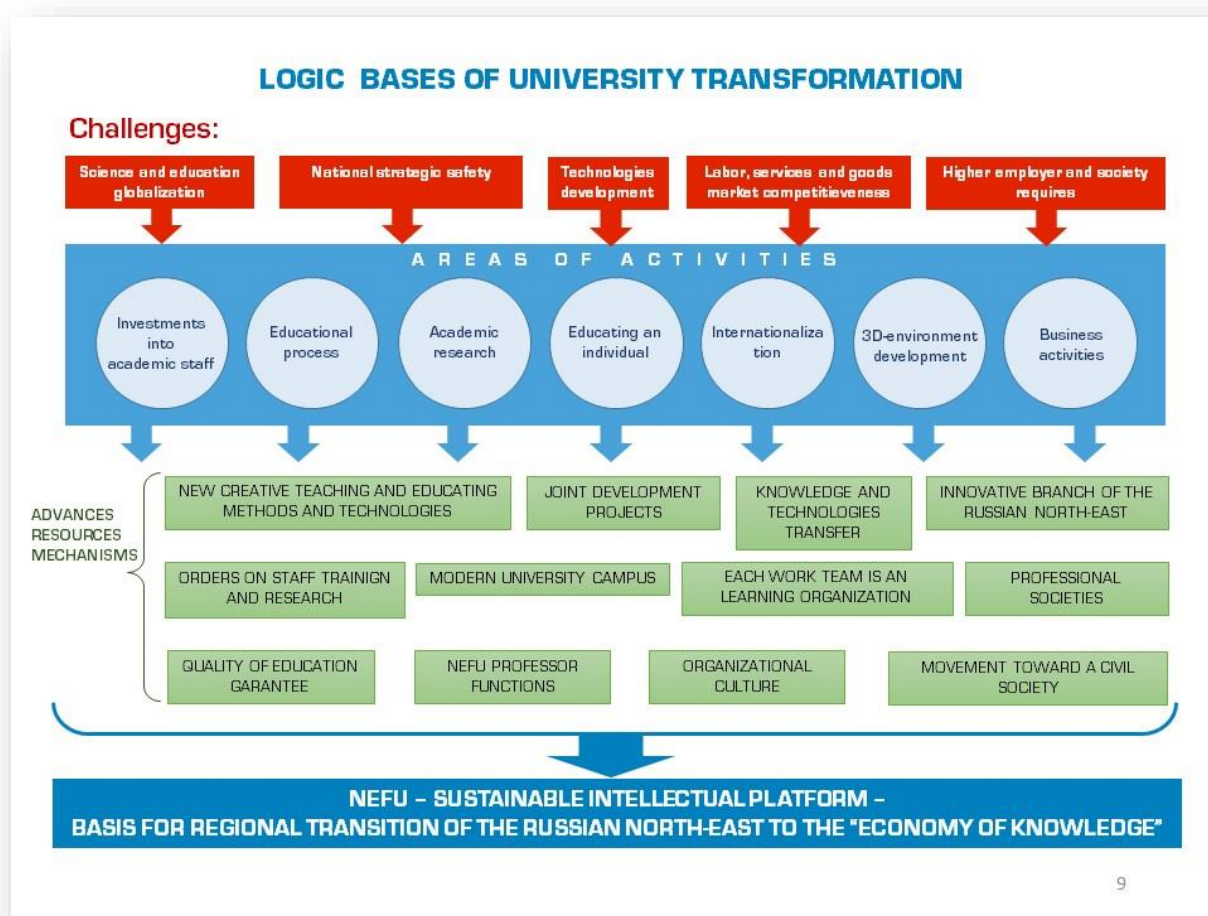 LOGIC BASES OF UNIVERSITY TRANSFORMATION
Challenges:
Science and education
globalization
National strategic safety
Technologies
development
Labor, services and goods
market competitieveness
Higher employer and society
requires
AREAS OF ACTIVITIES
Investments
into
academic staff
Educational
process
Academic
research
Educating an
individual
Internationaliza
tion
3D-environment
development
Business
activities
ADVANCES
RESOURCES
MECHANISMS
NEW CREATIVE TEACHING AND EDUCATING
METHODS AND TECHNOLOGIES
JOINT DEVELOPMENT
PROJECTS
KNOWLEDGE AND
TECHNOLOGIES
TRANSFER
INNOVATIVE BRANCH OF THE
RUSSIAN NORTH-EAST
ORDERS ON STAFF TRAINIGN
AND RESEARCH
MODERN UNIVERSITY CAMPUS
EACH WORK TEAM IS AN
LEARNING ORGANIZATION
PROFESSIONAL
SOCIETIES
QUALITY OF EDUCATION
GARANTEE
NEFU PROFESSOR
FUNCTIONS
ORGANIZATIONAL
CULTURE
MOVEMENT TOWARD A CIVIL
SOCIETY
NEFU – SUSTAINABLE INTELLECTUAL PLATFORM –
BASIS FOR REGIONAL TRANSITION OF THE RUSSIAN NORTH-EAST TO THE "ECONOMY OF KNOWLEDGE"
9